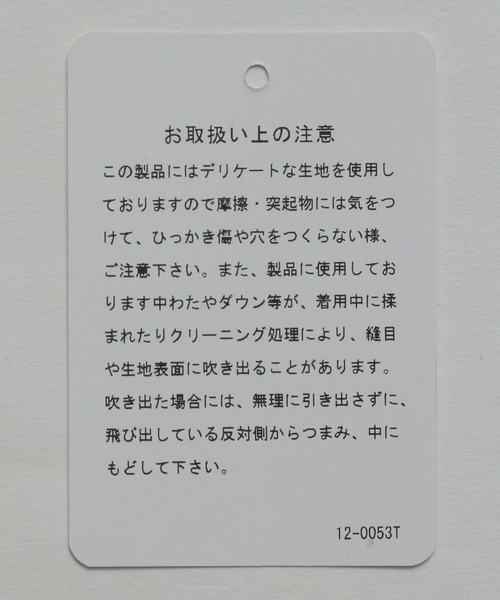 お取扱い上の注意
この製品にはデリケートな生地を使用し
ておりますので摩擦・突起物には気をつ
けて、ひっかき傷や穴をつくらない様、
ご注意下さい。また、製品に使用してお
ります中わたやダウン等が、着用中に揉
まれたりクリーニング処理により、縫目
や生地表面に吹き出ることがあります。
吹き出た場合には、無理に引き出さずに、
飛び出している反対側からつまみ、中に
もどして下さい。
12-0053T